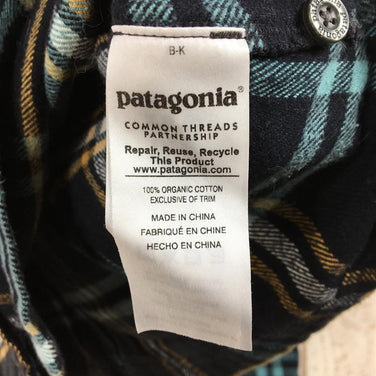 B-K
patagonia®
COMMON THREADS
PARTNERSHIP
Repair, Reuse, Recycle
This Product
www.patagonia.com
100% ORGANIC COTTON
EXCLUSIVE OF TRIM
MADE IN CHINA
FABRIQUÉ EN CHINE
HECHO EN CHINA